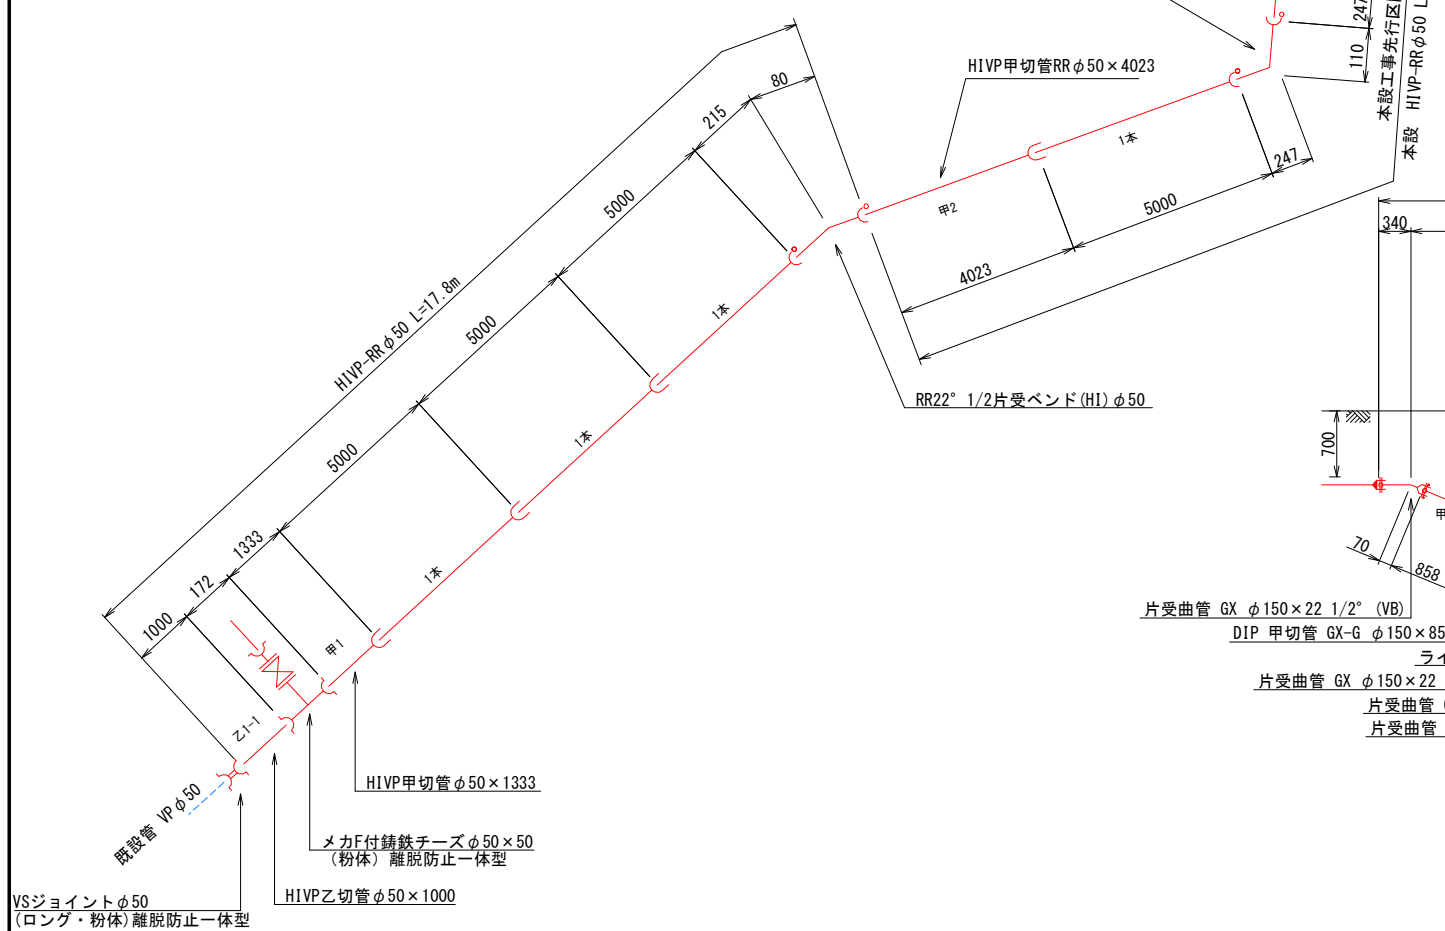 247
110
本設工事先行区
本設 HIVP-RRφ50 L
HIVP甲切管RRφ50×4023
80
215
5000
1本
247
5000
甲2
4023
340
HIVP-RRφ50 L=17.8m
5000
1本
5000
1本
RR22° 1/2片受ベンド(HI)φ50
700
1本
1333
172
1000
甲1
乙1-1
甲
70
858
片受曲管 GX φ150×22 1/2° (VB)
DIP 甲切管 GX-G φ150×85
ライ
片受曲管 GX φ150×22
片受曲管
片受曲管
既設管 VPφ50
HIVP甲切管φ50×1333
メカF付鋳鉄チーズφ50×50
(粉体)離脱防止一体型
HIVP乙切管φ50×1000
VSジョイントφ50
(ロング・粉体)離脱防止一体型